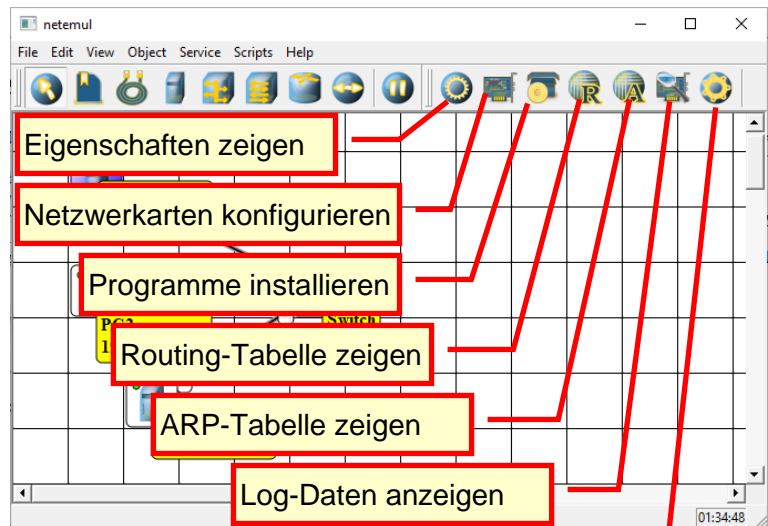 netemul
File Edit View Object Service Scripts Help
R A
Eigenschaften zeigen
Netzwerkarten konfigurieren
Programme installieren
PC2
Switch
Routing-Tabelle zeigen
ARP-Tabelle zeigen
Log-Daten anzeigen
01:34:48